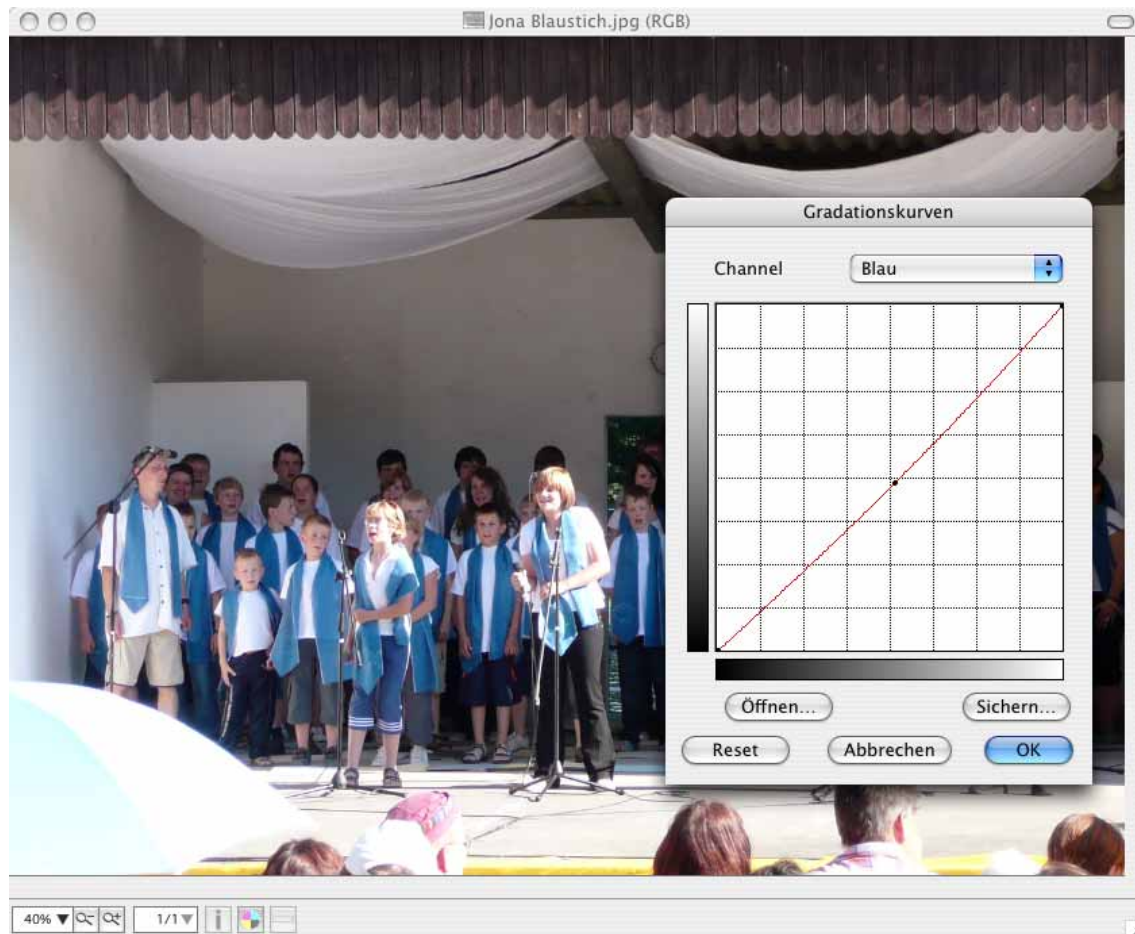 Jona Blaustich.jpg (RGB)
Gradationskurven
Channel Blau
Öffnen... Sichern...
Reset Abbrechen OK
40% 1/1